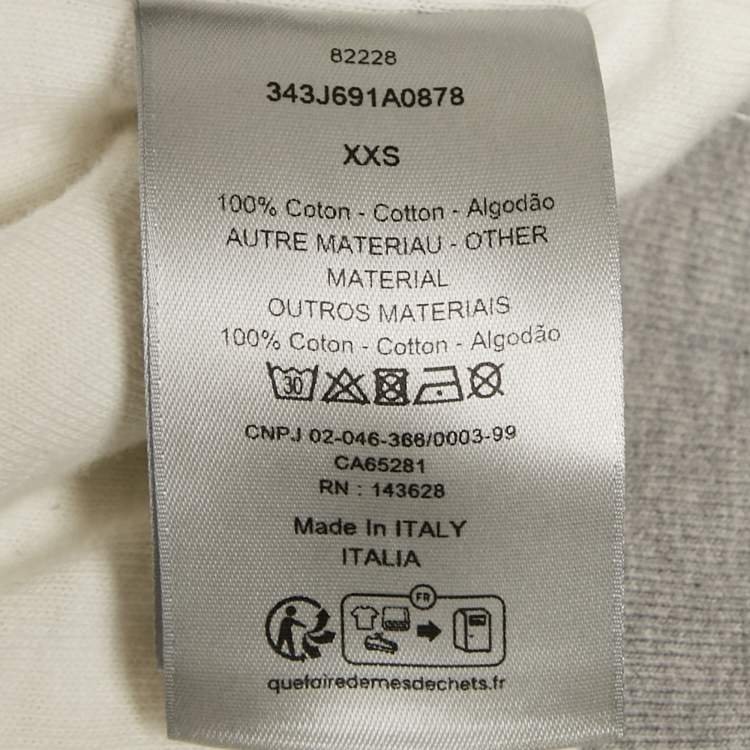 82228
343J691A0878
XXS
100% Coton - Cotton - Algodão
AUTRE MATERIAU - OTHER
MATERIAL
OUTROS MATERIAIS
100% Coton - Cotton - Algodão
30
CNPJ 02-046-366/0003-99
CA65281
RN : 143628
Made In ITALY
ITALIA
FR
quefairedemesdechets.fr